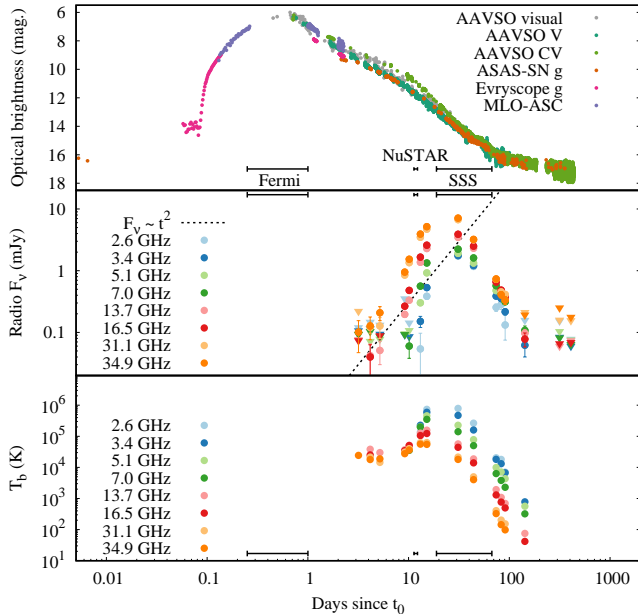 Optical brightness (mag.)
6
8
10
12
14
16
18
AAVSO visual
AAVSO V
AAVSO CV
ASAS-SN g
Evryscope g
MLO-ASC
NuSTAR
Fermi
SSS
Radio Fν (mJy)
10
1
0.1
Fν ~ t²
2.6 GHz
3.4 GHz
5.1 GHz
7.0 GHz
13.7 GHz
16.5 GHz
31.1 GHz
34.9 GHz
Tb (K)
10⁶
10⁵
10⁴
10³
10²
10¹
2.6 GHz
3.4 GHz
5.1 GHz
7.0 GHz
13.7 GHz
16.5 GHz
31.1 GHz
34.9 GHz
0.01 0.1 1 10 100 1000
Days since t₀